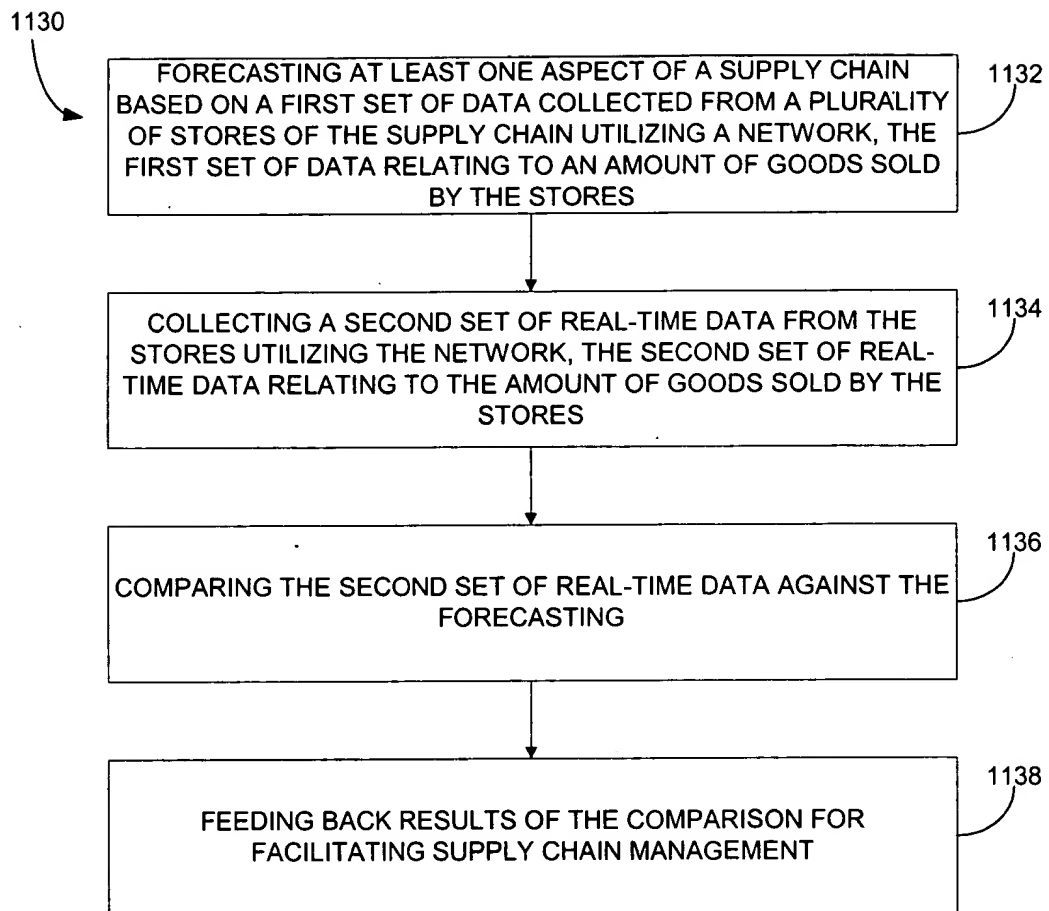 1130
FORECASTING AT LEAST ONE ASPECT OF A SUPPLY CHAIN
BASED ON A FIRST SET OF DATA COLLECTED FROM A PLURALITY
OF STORES OF THE SUPPLY CHAIN UTILIZING A NETWORK, THE
FIRST SET OF DATA RELATING TO AN AMOUNT OF GOODS SOLD
BY THE STORES
1132
COLLECTING A SECOND SET OF REAL-TIME DATA FROM THE
STORES UTILIZING THE NETWORK, THE SECOND SET OF REAL-
TIME DATA RELATING TO THE AMOUNT OF GOODS SOLD BY THE
STORES
1134
COMPARING THE SECOND SET OF REAL-TIME DATA AGAINST THE
FORECASTING
1136
FEEDING BACK RESULTS OF THE COMPARISON FOR
FACILITATING SUPPLY CHAIN MANAGEMENT
1138